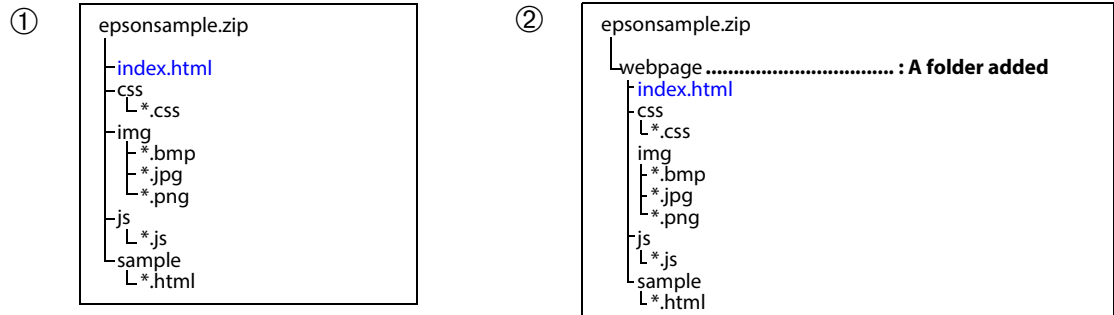 ①
epsonsample.zip
index.html
css
*.css
img
*.bmp
*.jpg
*.png
js
*.js
sample
*.html
②
epsonsample.zip
webpage .................................. : A folder added
index.html
css
*.css
img
*.bmp
*.jpg
*.png
js
*.js
sample
*.html